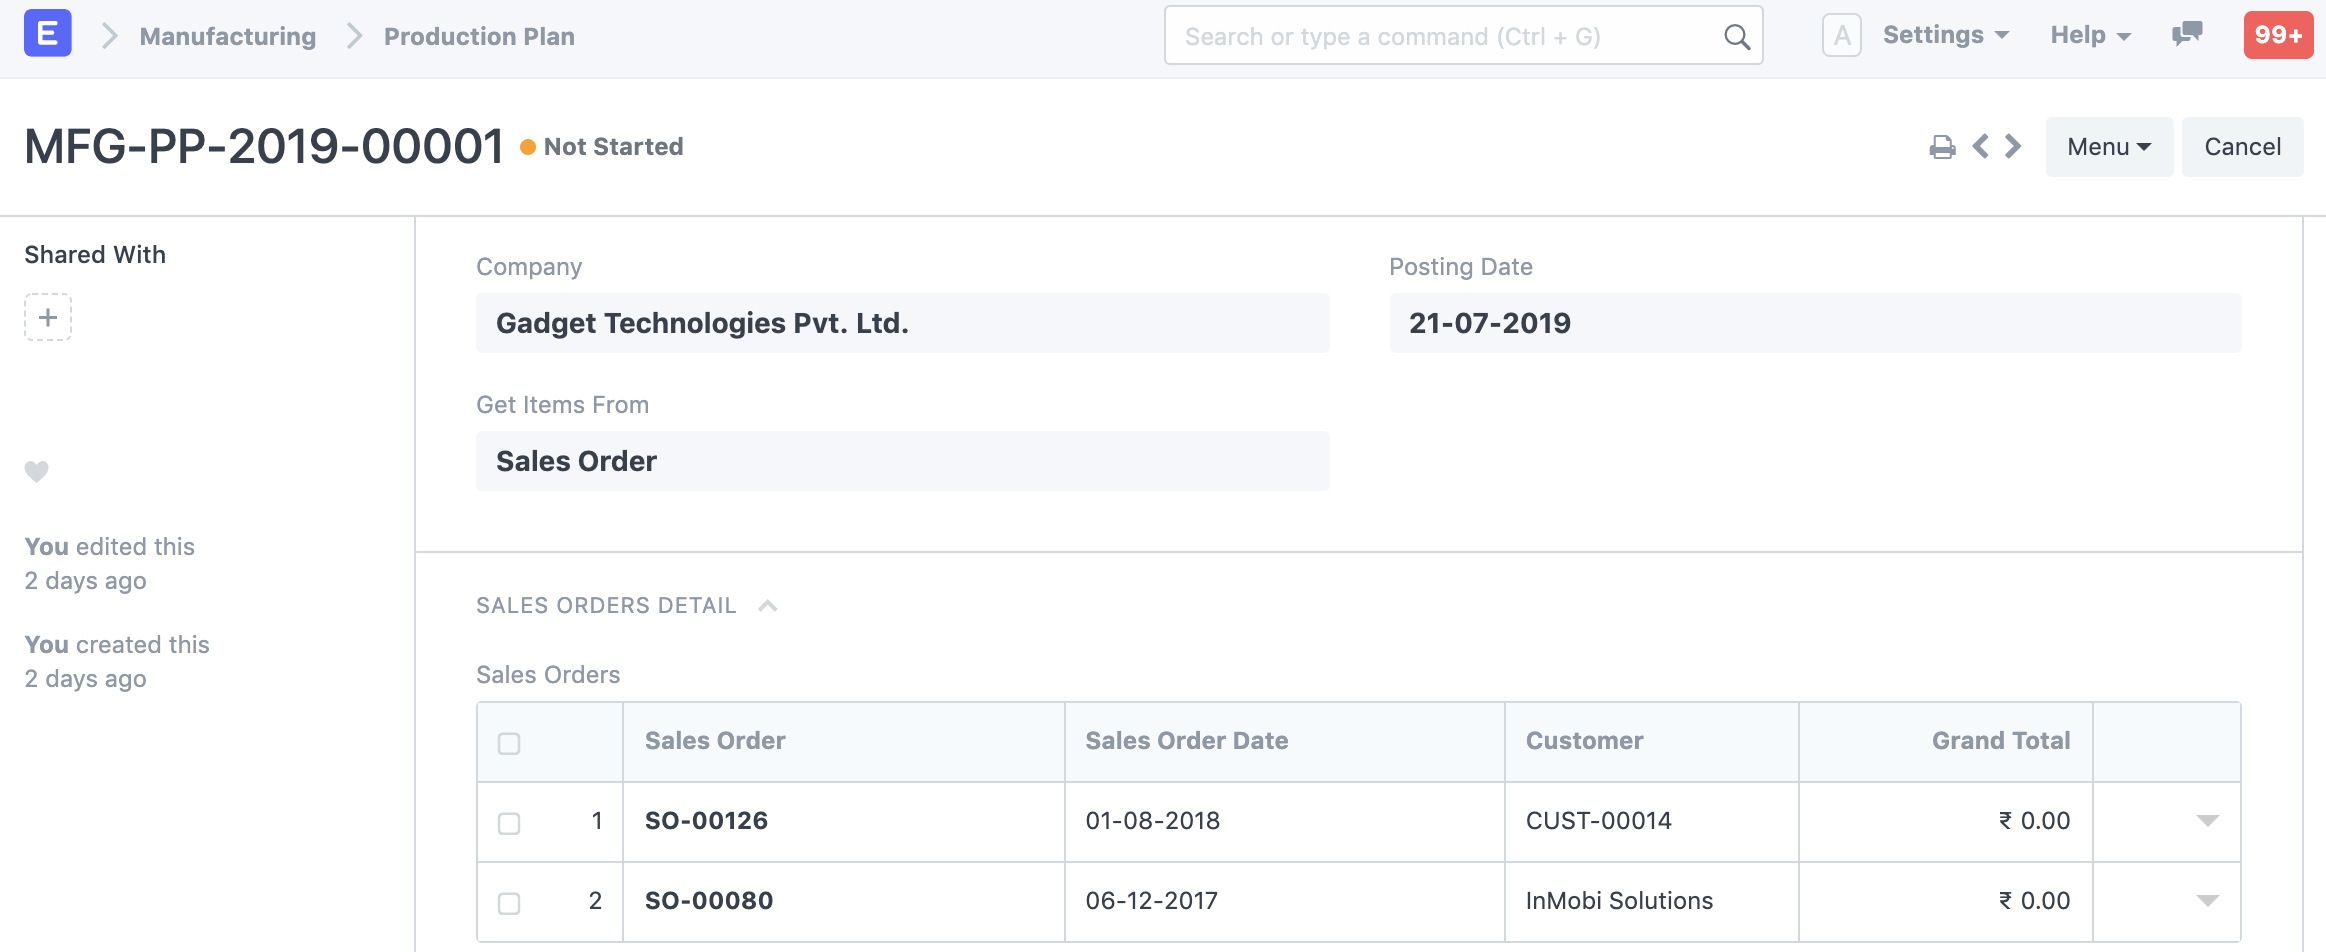 E Manufacturing Production Plan Search or type a command (Ctrl + G) A Settings Help 99+
MFG-PP-2019-00001 Not Started Menu Cancel
Shared With
+
You edited this
2 days ago
You created this
2 days ago
Company Posting Date
Gadget Technologies Pvt. Ltd. 21-07-2019
Get Items From
Sales Order
SALES ORDERS DETAIL
Sales Orders
Sales Order Sales Order Date Customer Grand Total
1 SO-00126 01-08-2018 CUST-00014 ₹ 0.00
2 SO-00080 06-12-2017 InMobi Solutions ₹ 0.00